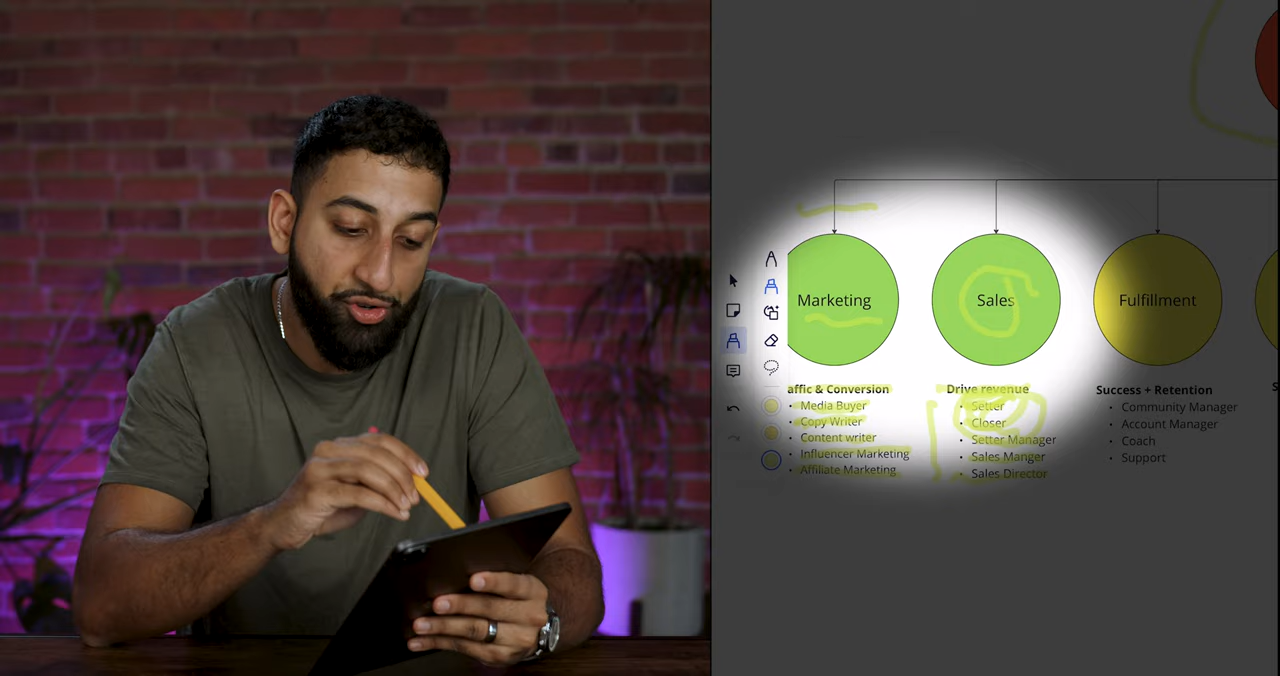 Marketing
Sales
Fulfillment
affic & Conversion
Media Buyer
Copy Writer
Content writer
Influencer Marketing
Affiliate Marketing
Drive revenue
Setter
Closer
Setter Manager
Sales Manger
Sales Director
Success + Retention
Community Manager
Account Manager
Coach
Support
S